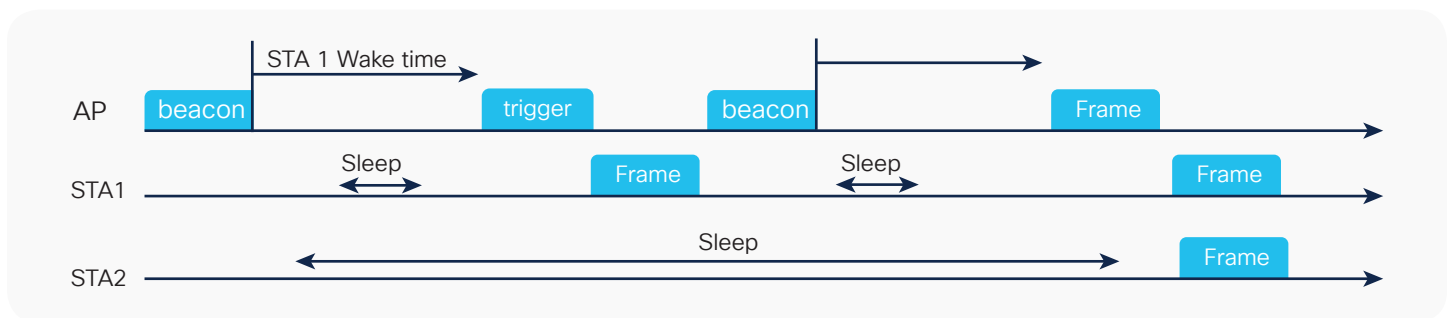 STA 1 Wake time
AP
beacon
trigger
beacon
Frame
Sleep
Sleep
STA1
Frame
Frame
Sleep
STA2
Frame